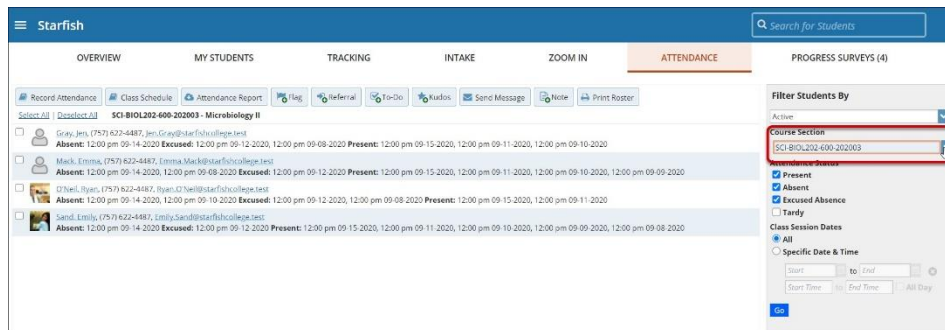 Starfish
Search for Students
OVERVIEW MY STUDENTS TRACKING INTAKE ZOOM IN ATTENDANCE PROGRESS SURVEYS (4)
Record Attendance Class Schedule Attendance Report Flag Referral To-Do Kudos Send Message Note Print Roster
Select All | Deselect All SCI-BIOL202-600-202003 - Microbiology II
Gray, Jen, (757) 622-4487, Jen.Gray@starfishcollege.test
Absent: 12:00 pm 09-14-2020 Excused: 12:00 pm 09-12-2020, 12:00 pm 09-08-2020 Present: 12:00 pm 09-15-2020, 12:00 pm 09-11-2020, 12:00 pm 09-10-2020
Mack, Emma, (757) 622-4487, Emma.Mack@starfishcollege.test
Absent: 12:00 pm 09-14-2020, 12:00 pm 09-08-2020 Excused: 12:00 pm 09-12-2020 Present: 12:00 pm 09-15-2020, 12:00 pm 09-11-2020, 12:00 pm 09-10-2020, 12:00 pm 09-09-2020
O'Neil, Ryan, (757) 622-4487, Ryan.O'Neil@starfishcollege.test
Absent: 12:00 pm 09-14-2020, 12:00 pm 09-10-2020 Excused: 12:00 pm 09-12-2020, 12:00 pm 09-08-2020 Present: 12:00 pm 09-15-2020, 12:00 pm 09-11-2020
Sand, Emily, (757) 622-4487, Emily.Sand@starfishcollege.test
Absent: 12:00 pm 09-14-2020 Excused: 12:00 pm 09-12-2020 Present: 12:00 pm 09-15-2020, 12:00 pm 09-11-2020, 12:00 pm 09-10-2020, 12:00 pm 09-09-2020, 12:00 pm 09-08-2020
Filter Students By
Active
Course Section
SCI-BIOL202-600-202003
Attendance Status
Present
Absent
Excused Absence
Tardy
Class Session Dates
All
Specific Date & Time
Start to End
Start Time to End Time All Day
Go